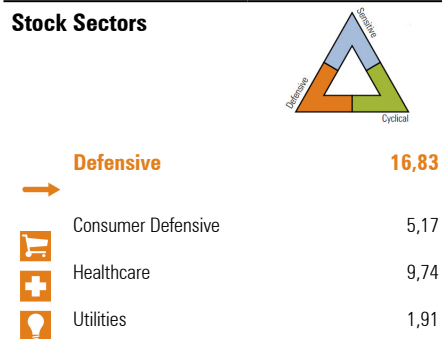 Stock Sectors
Sensitive
Defensive
Cyclical
Defensive 16,83
Consumer Defensive 5,17
Healthcare 9,74
Utilities 1,91